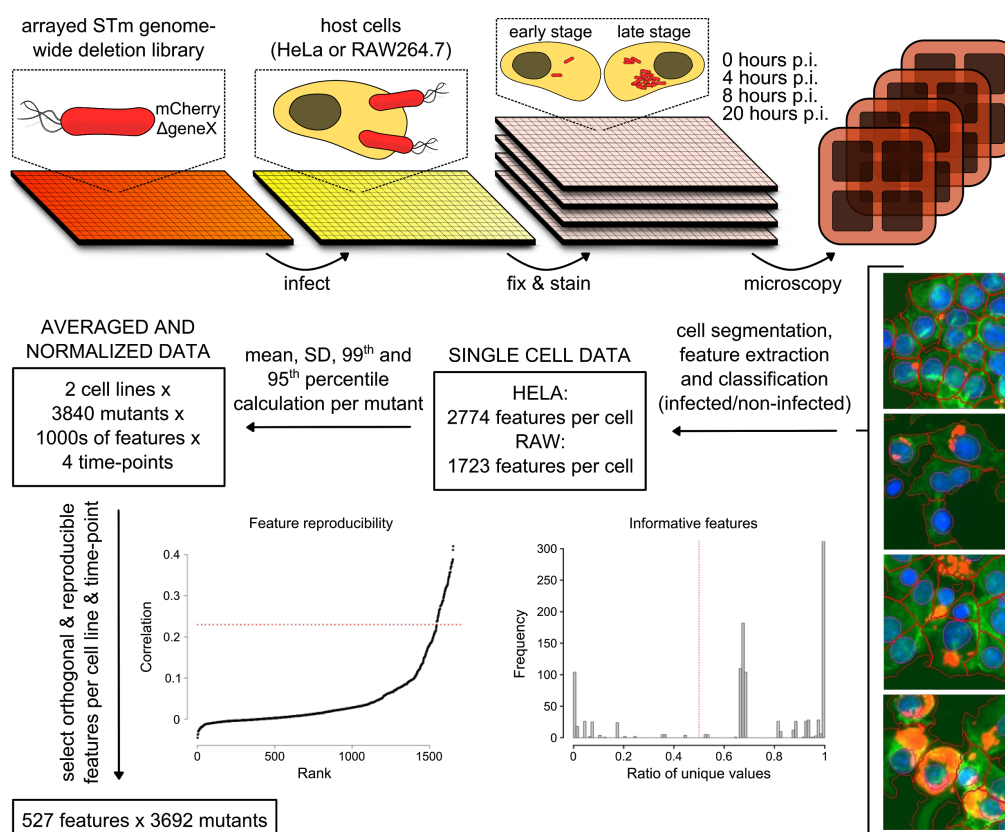 arrayed STm genome-
wide deletion library
mCherry
ΔgeneX
host cells
(HeLa or RAW264.7)
early stage
late stage
0 hours p.i.
4 hours p.i.
8 hours p.i.
20 hours p.i.
infect
fix & stain
microscopy
cell segmentation,
feature extraction
and classification
(infected/non-infected)
SINGLE CELL DATA
HELA:
2774 features per cell
RAW:
1723 features per cell
mean, SD, 99th and
95th percentile
calculation per mutant
AVERAGED AND
NORMALIZED DATA
2 cell lines x
3840 mutants x
1000s of features x
4 time-points
select orthogonal & reproducible
features per cell line & time-point
Feature reproducibility
Correlation
0.4
0.3
0.2
0.1
0
0
500
1000
1500
Rank
Informative features
Frequency
300
250
200
150
100
50
0
0
0.2
0.4
0.6
0.8
1
Ratio of unique values
527 features x 3692 mutants